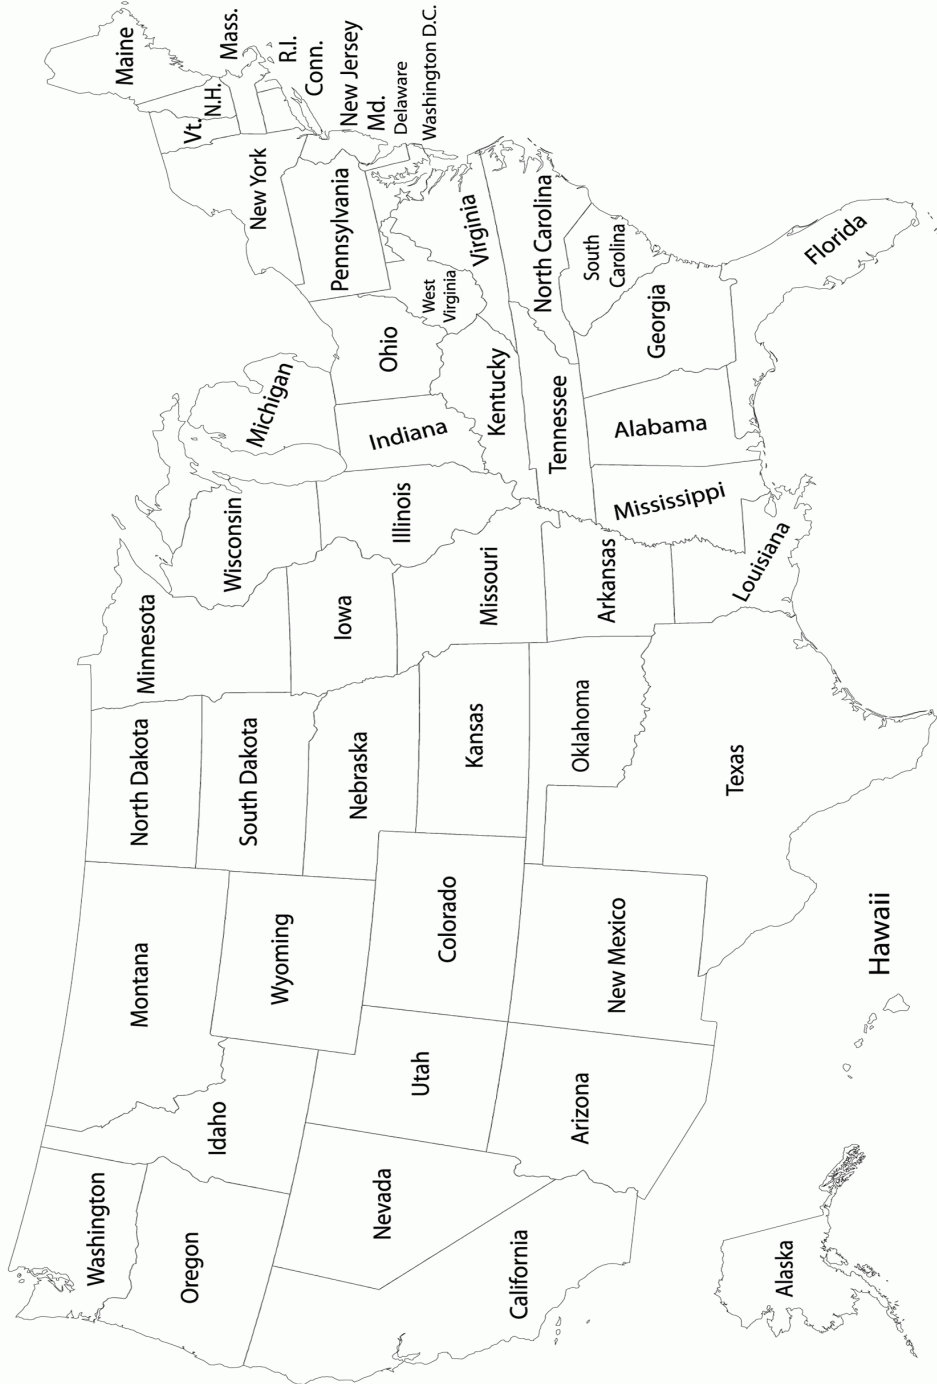 Washington
Oregon
California
Nevada
Idaho
Montana
Wyoming
Utah
Arizona
Colorado
New Mexico
North Dakota
South Dakota
Nebraska
Kansas
Oklahoma
Texas
Minnesota
Iowa
Missouri
Arkansas
Louisiana
Wisconsin
Illinois
Mississippi
Michigan
Indiana
Kentucky
Tennessee
Alabama
Ohio
West
Virginia
Georgia
Florida
Pennsylvania
New York
Virginia
North Carolina
South
Carolina
Vt.
N.H.
Maine
Mass.
R.I.
Conn.
New Jersey
Md.
Delaware
Washington D.C.
Alaska
Hawaii